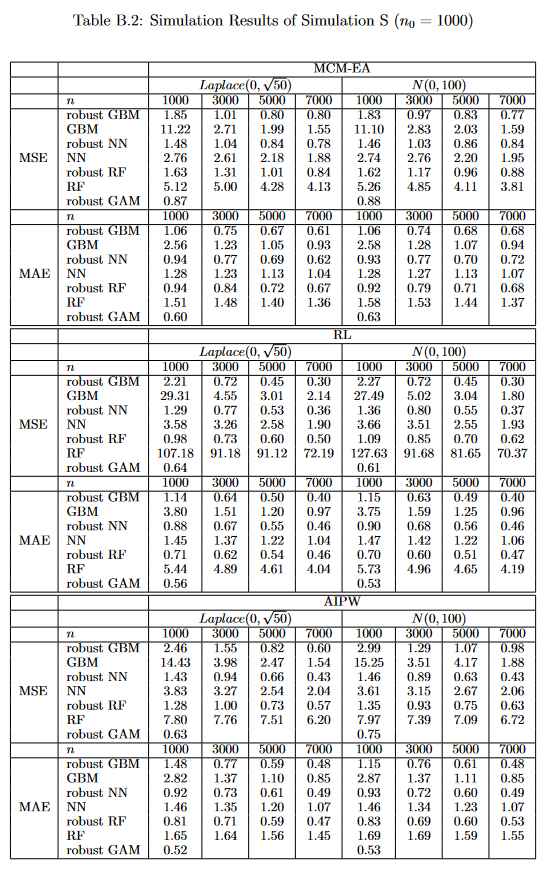 Table B.2: Simulation Results of Simulation S (n₀ = 1000)
MCM-EA
Laplace(0, √50) N(0, 100)
n 1000 3000 5000 7000 1000 3000 5000 7000
robust GBM 1.85 1.01 0.80 0.80 1.83 0.97 0.83 0.77
GBM 11.22 2.71 1.99 1.55 11.10 2.83 2.03 1.59
robust NN 1.48 1.04 0.84 0.78 1.46 1.03 0.86 0.84
MSE NN 2.76 2.61 2.18 1.88 2.74 2.76 2.20 1.95
robust RF 1.63 1.31 1.01 0.84 1.62 1.17 0.96 0.88
RF 5.12 5.00 4.28 4.13 5.26 4.85 4.11 3.81
robust GAM 0.87 0.88
n 1000 3000 5000 7000 1000 3000 5000 7000
robust GBM 1.06 0.75 0.67 0.61 1.06 0.74 0.68 0.68
GBM 2.56 1.23 1.05 0.93 2.58 1.28 1.07 0.94
robust NN 0.94 0.77 0.69 0.62 0.93 0.77 0.70 0.72
MAE NN 1.28 1.23 1.13 1.04 1.28 1.27 1.13 1.07
robust RF 0.94 0.84 0.72 0.67 0.92 0.79 0.71 0.68
RF 1.51 1.48 1.40 1.36 1.58 1.53 1.44 1.37
robust GAM 0.60 0.63
RL
Laplace(0, √50) N(0, 100)
n 1000 3000 5000 7000 1000 3000 5000 7000
robust GBM 2.21 0.72 0.45 0.30 2.27 0.72 0.45 0.30
GBM 29.31 4.55 3.01 2.14 27.49 5.02 3.04 1.80
robust NN 1.29 0.77 0.53 0.36 1.36 0.80 0.55 0.37
MSE NN 3.58 3.26 2.58 1.90 3.66 3.51 2.55 1.93
robust RF 0.98 0.73 0.60 0.50 1.09 0.85 0.70 0.62
RF 107.18 91.18 91.12 72.19 127.63 91.68 81.65 70.37
robust GAM 0.64 0.61
n 1000 3000 5000 7000 1000 3000 5000 7000
robust GBM 1.14 0.64 0.50 0.40 1.15 0.63 0.49 0.40
GBM 3.80 1.51 1.20 0.97 3.75 1.59 1.25 0.96
robust NN 0.88 0.67 0.55 0.46 0.90 0.68 0.56 0.46
MAE NN 1.45 1.37 1.22 1.04 1.47 1.42 1.22 1.06
robust RF 0.71 0.62 0.54 0.46 0.70 0.60 0.51 0.47
RF 5.44 4.89 4.61 4.04 5.73 4.96 4.65 4.19
robust GAM 0.56 0.53
AIPW
Laplace(0, √50) N(0, 100)
n 1000 3000 5000 7000 1000 3000 5000 7000
robust GBM 2.46 1.55 0.82 0.60 2.99 1.29 1.07 0.98
GBM 14.43 3.98 2.47 1.54 15.25 3.51 4.17 1.88
robust NN 1.43 0.94 0.66 0.43 1.46 0.89 0.63 0.43
MSE NN 3.83 3.27 2.54 2.04 3.61 3.15 2.67 2.06
robust RF 1.28 1.00 0.73 0.57 1.35 0.93 0.75 0.63
RF 7.80 7.76 7.51 6.20 7.97 7.39 7.09 6.72
robust GAM 0.63 0.75
n 1000 3000 5000 7000 1000 3000 5000 7000
robust GBM 1.48 0.77 0.59 0.48 1.15 0.76 0.61 0.48
GBM 2.82 1.37 1.10 0.85 2.87 1.37 1.11 0.85
robust NN 0.92 0.73 0.61 0.49 0.93 0.72 0.60 0.49
MAE NN 1.46 1.35 1.20 1.07 1.46 1.34 1.23 1.07
robust RF 0.81 0.71 0.59 0.47 0.83 0.69 0.60 0.53
RF 1.65 1.64 1.56 1.45 1.69 1.69 1.59 1.55
robust GAM 0.52 0.53